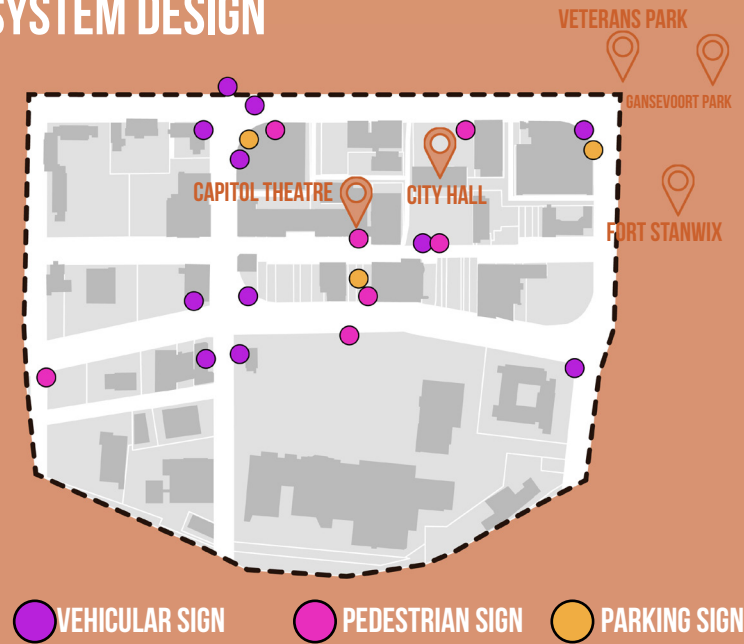 SYSTEM DESIGN
VETERANS PARK
GANSEVOORT PARK
CAPITOL THEATRE
CITY HALL
FORT STANWIX
VEHICULAR SIGN
PEDESTRIAN SIGN
PARKING SIGN